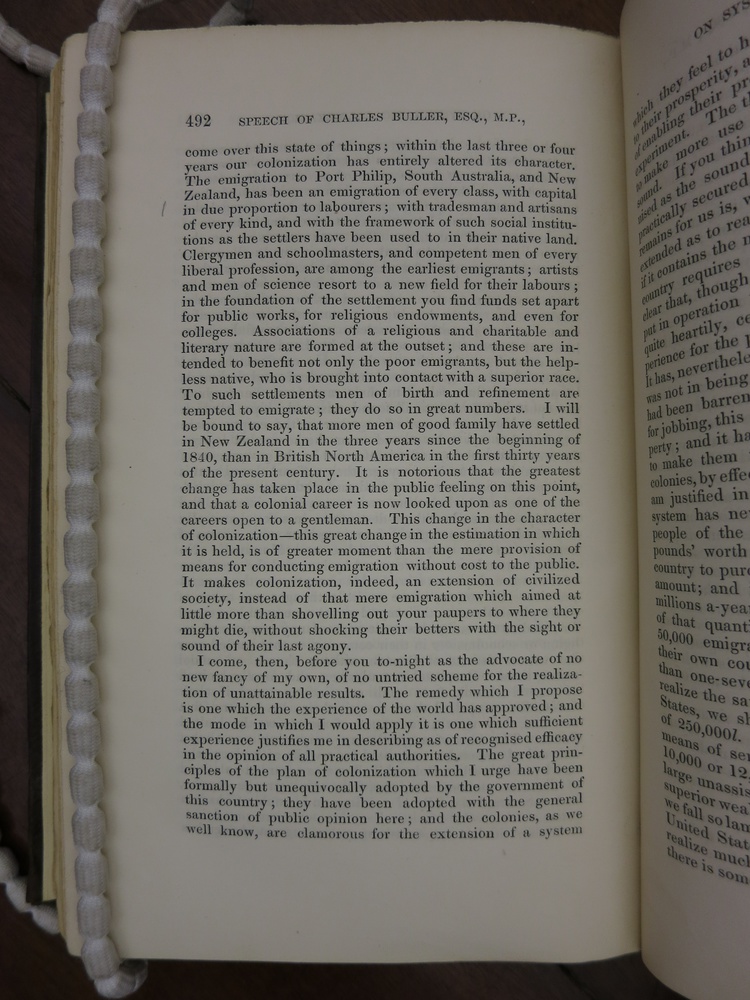 492 SPEECH OF CHARLES BULLER, ESQ., M.P.,
come over this state of things; within the last three or four
years our colonization has entirely altered its character.
The emigration to Port Philip, South Australia, and New
Zealand, has been an emigration of every class, with capital
in due proportion to labourers; with tradesman and artisans
of every kind, and with the framework of such social institu-
tions as the settlers have been used to in their native land.
Clergymen and schoolmasters, and competent men of every
liberal profession, are among the earliest emigrants; artists
and men of science resort to a new field for their labours;
in the foundation of the settlement you find funds set apart
for public works, for religious endowments, and even for
colleges. Associations of a religious and charitable and
literary nature are formed at the outset; and these are in-
tended to benefit not only the poor emigrants, but the help-
less native, who is brought into contact with a superior race.
To such settlements men of birth and refinement are
tempted to emigrate; they do so in great numbers. I will
be bound to say, that more men of good family have settled
in New Zealand in the three years since the beginning of
1840, than in British North America in the first thirty years
of the present century. It is notorious that the greatest
change has taken place in the public feeling on this point,
and that a colonial career is now looked upon as one of the
careers open to a gentleman. This change in the character
of colonization—this great change in the estimation in which
it is held, is of greater moment than the mere provision of
means for conducting emigration without cost to the public.
It makes colonization, indeed, an extension of civilized
society, instead of that mere emigration which aimed at
little more than shovelling out your paupers to where they
might die, without shocking their betters with the sight or
sound of their last agony.
I come, then, before you to-night as the advocate of no
new fancy of my own, of no untried scheme for the realiza-
tion of unattainable results. The remedy which I propose
is one which the experience of the world has approved; and
the mode in which I would apply it is one which sufficient
experience justifies me in describing as of recognised efficacy
in the opinion of all practical authorities. The great prin-
ciples of the plan of colonization which I urge have been
formally but unequivocally adopted by the government of
this country; they have been adopted with the general
sanction of public opinion here; and the colonies, as we
well know, are clamorous for the extension of a system
ON SYS
which they feel to h
to their prosperity, a
of enabling their pr
experiment. The t
to make more use
sound. If you thin
used as the sound
practically secured
remains for us is, w
extended as to rea
if it contains the m
country requires
clear that, though
put in operation
quite heartily, ce
perience for the l
It has, nevertheles
was not in being
had been barren
for jobbing, this
perty; and it ha
to make them
colonies, by effe
am justified in
system has ne
people of the
pounds' worth
country to pur
amount; and
millions a-yea
of that quanti
50,000 emigra
their own cou
than one-seve
realize the sa
States, we sh
of 250,000l.
means of se
10,000 or 12
large unassis
superior weal
we fall so lam
United Stat
realize much
there is som